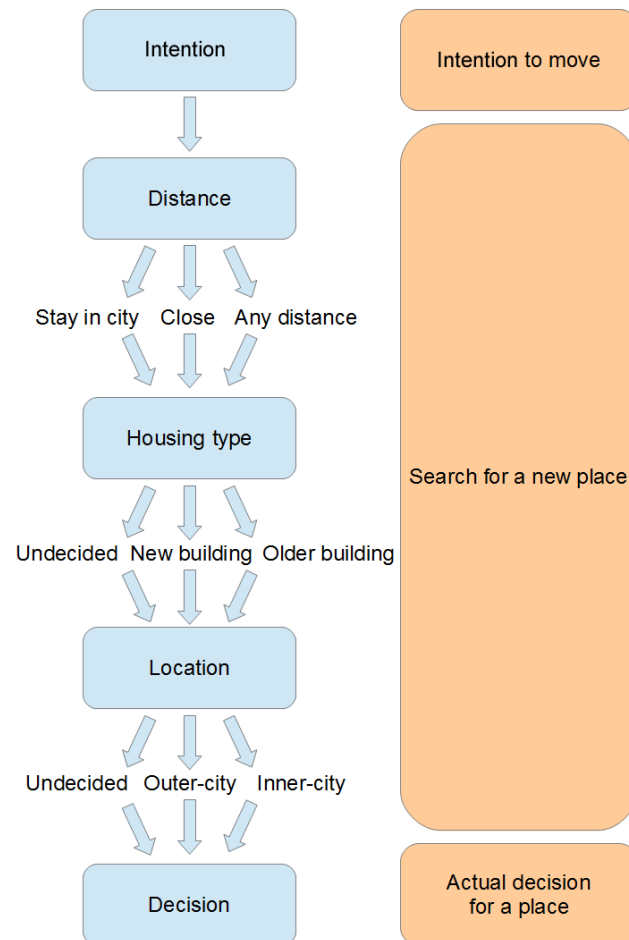 Intention
Intention to move
Distance
Stay in city Close Any distance
Housing type
Search for a new place
Undecided New building Older building
Location
Undecided Outer-city Inner-city
Decision
Actual decision
for a place